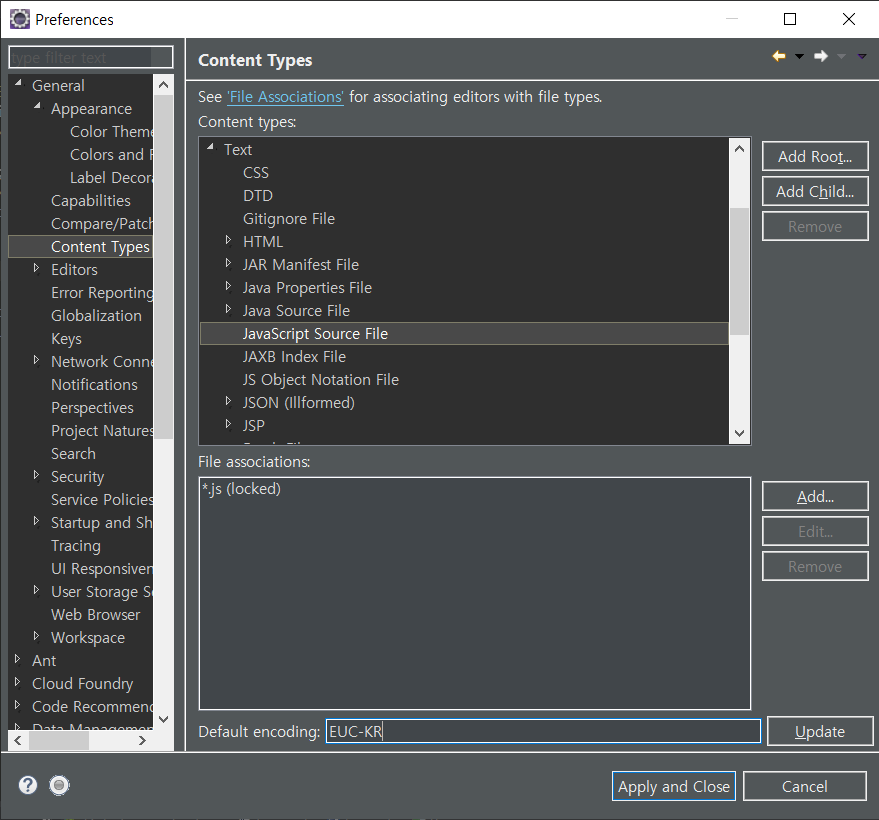 Preferences
type filter text
General
Appearance
Color Theme
Colors and F
Label Decora
Capabilities
Compare/Patch
Content Types
Editors
Error Reporting
Globalization
Keys
Network Conne
Notifications
Perspectives
Project Natures
Search
Security
Service Policies
Startup and Sh
Tracing
UI Responsiven
User Storage Se
Web Browser
Workspace
Ant
Cloud Foundry
Code Recommend
Data Management
Content Types
See 'File Associations' for associating editors with file types.
Content types:
Text
CSS
DTD
Gitignore File
HTML
JAR Manifest File
Java Properties File
Java Source File
JavaScript Source File
JAXB Index File
JS Object Notation File
JSON (Illformed)
JSP
Add Root...
Add Child...
Remove
File associations:
*.js (locked)
Add...
Edit...
Remove
Default encoding: EUC-KR
Update
Apply and Close
Cancel